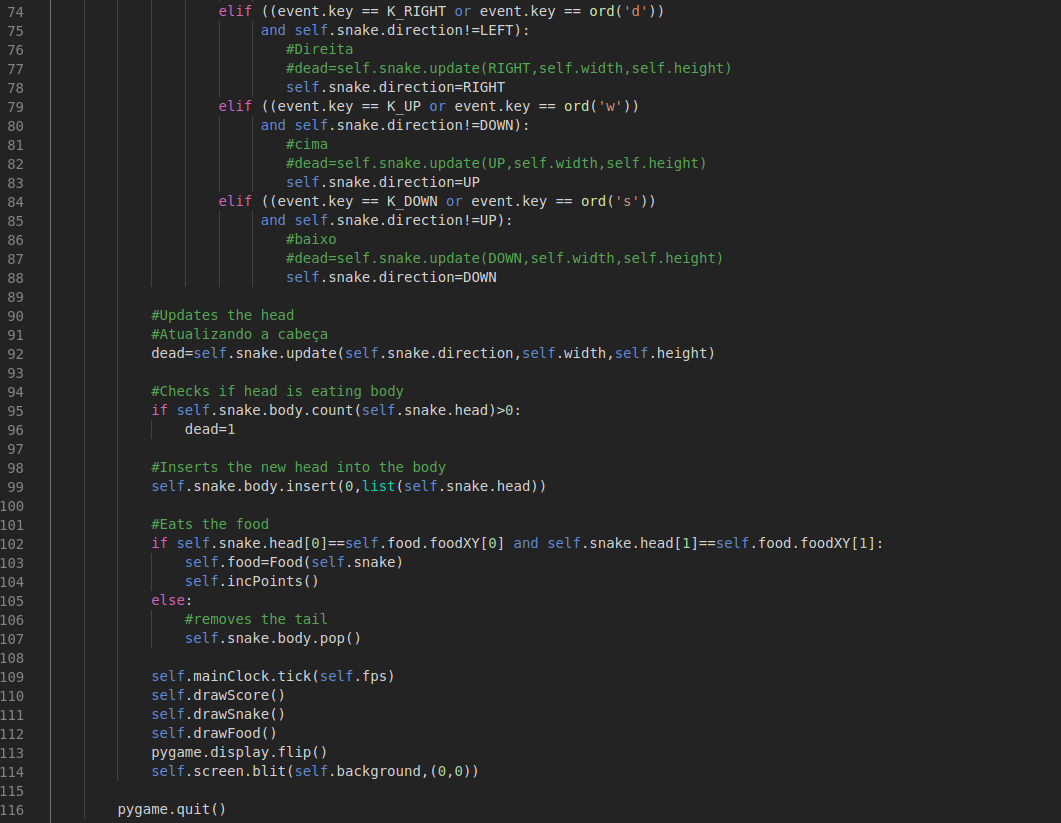 74 elif ((event.key == K_RIGHT or event.key == ord('d'))
75 and self.snake.direction!=LEFT):
76 #Direita
77 #dead=self.snake.update(RIGHT,self.width,self.height)
78 self.snake.direction=RIGHT
79 elif ((event.key == K_UP or event.key == ord('w'))
80 and self.snake.direction!=DOWN):
81 #cima
82 #dead=self.snake.update(UP,self.width,self.height)
83 self.snake.direction=UP
84 elif ((event.key == K_DOWN or event.key == ord('s'))
85 and self.snake.direction!=UP):
86 #baixo
87 #dead=self.snake.update(DOWN,self.width,self.height)
88 self.snake.direction=DOWN
89
90 #Updates the head
91 #Atualizando a cabeça
92 dead=self.snake.update(self.snake.direction,self.width,self.height)
93
94 #Checks if head is eating body
95 if self.snake.body.count(self.snake.head)>0:
96 dead=1
97
98 #Inserts the new head into the body
99 self.snake.body.insert(0,list(self.snake.head))
100
101 #Eats the food
102 if self.snake.head[0]==self.food.foodXY[0] and self.snake.head[1]==self.food.foodXY[1]:
103 self.food=Food(self.snake)
104 self.incPoints()
105 else:
106 #removes the tail
107 self.snake.body.pop()
108
109 self.mainClock.tick(self.fps)
110 self.drawScore()
111 self.drawSnake()
112 self.drawFood()
113 pygame.display.flip()
114 self.screen.blit(self.background,(0,0))
115
116 pygame.quit()